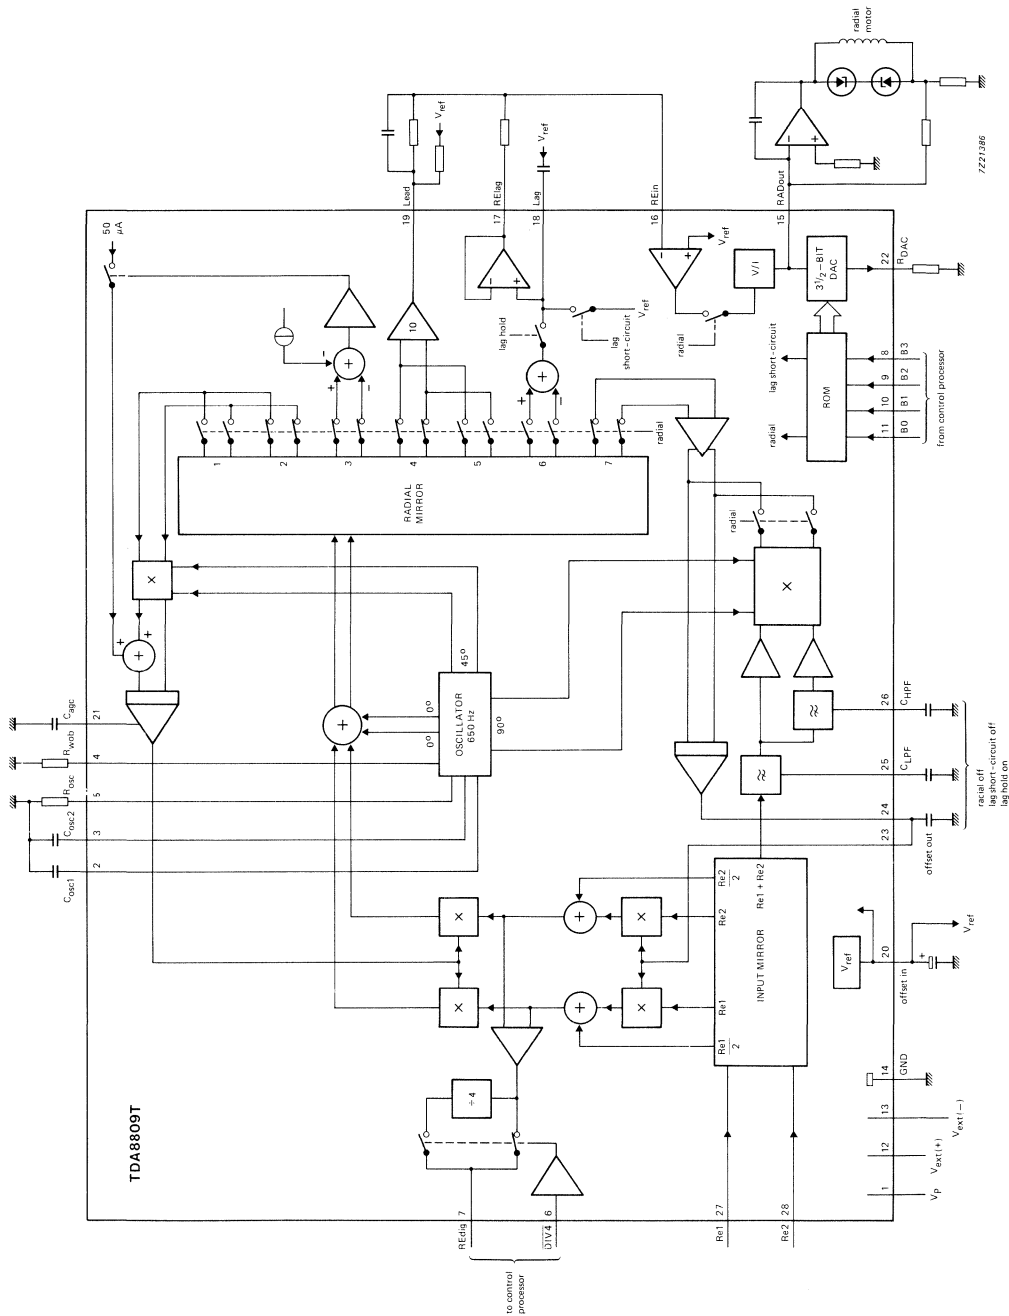 TDA8809T
to control
processor
REdig 7
DIV4 6
Re1 27
Re2 28
÷4
Cosc1
2
Cosc2
3
Rosc
5
Rwob
4
Cagc
21
50
µA
+
+
×
×
×
+
+
×
×
Re1
2
Re1
Re2
Re2
2
INPUT MIRROR
Re1 + Re2
+
0°
0°
45°
90°
OSCILLATOR
650 Hz
RADIAL
MIRROR
1
2
3
4
5
6
7
radial
+
−
−
+
10
+
−
+
lag hold
lag
short-circuit
Vref
−
+
19
Lead
17
RElag
18
Lag
16
REin
15
RADout
Vref
Vref
−
+
Vref
radial
V/I
3½-BIT
DAC
22
RDAC
ROM
lag short-circuit
radial
8 B3
9 B2
10 B1
11 B0
from control processor
radial
×
≈
≈
26
CHPF
25
CLPF
24
23
offset out
racial off
lag short-circuit off!
lag hold on
Vref
20
offset in
+
Vref
14
GND
13
Vext(−)
12
Vext(+)
1
VP
−
+
radial
motor
7Z21386